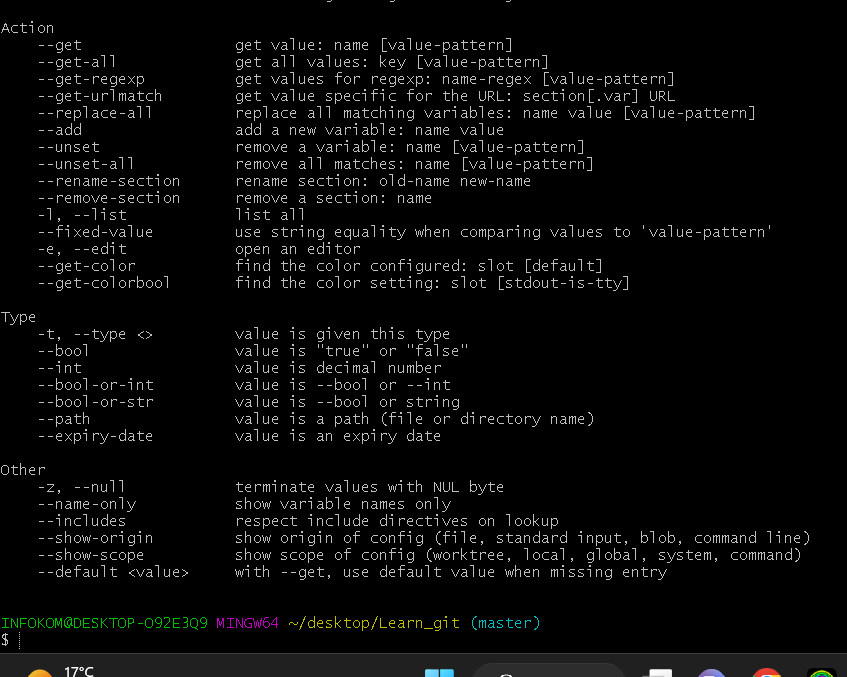 Action
    --get                 get value: name [value-pattern]
    --get-all             get all values: key [value-pattern]
    --get-regexp          get values for regexp: name-regex [value-pattern]
    --get-urlmatch        get value specific for the URL: section[.var] URL
    --replace-all         replace all matching variables: name value [value-pattern]
    --add                 add a new variable: name value
    --unset               remove a variable: name [value-pattern]
    --unset-all           remove all matches: name [value-pattern]
    --rename-section      rename section: old-name new-name
    --remove-section      remove a section: name
    -l, --list            list all
    --fixed-value         use string equality when comparing values to 'value-pattern'
    -e, --edit            open an editor
    --get-color           find the color configured: slot [default]
    --get-colorbool       find the color setting: slot [stdout-is-tty]
Type
    -t, --type <>         value is given this type
    --bool                value is "true" or "false"
    --int                 value is decimal number
    --bool-or-int         value is --bool or --int
    --bool-or-str         value is --bool or string
    --path                value is a path (file or directory name)
    --expiry-date         value is an expiry date
Other
    -z, --null            terminate values with NUL byte
    --name-only           show variable names only
    --includes            respect include directives on lookup
    --show-origin         show origin of config (file, standard input, blob, command line)
    --show-scope          show scope of config (worktree, local, global, system, command)
    --default <value>     with --get, use default value when missing entry
INFOKOM@DESKTOP-O92E3Q9 MINGW64 ~/desktop/Learn_git (master)
$
17°C